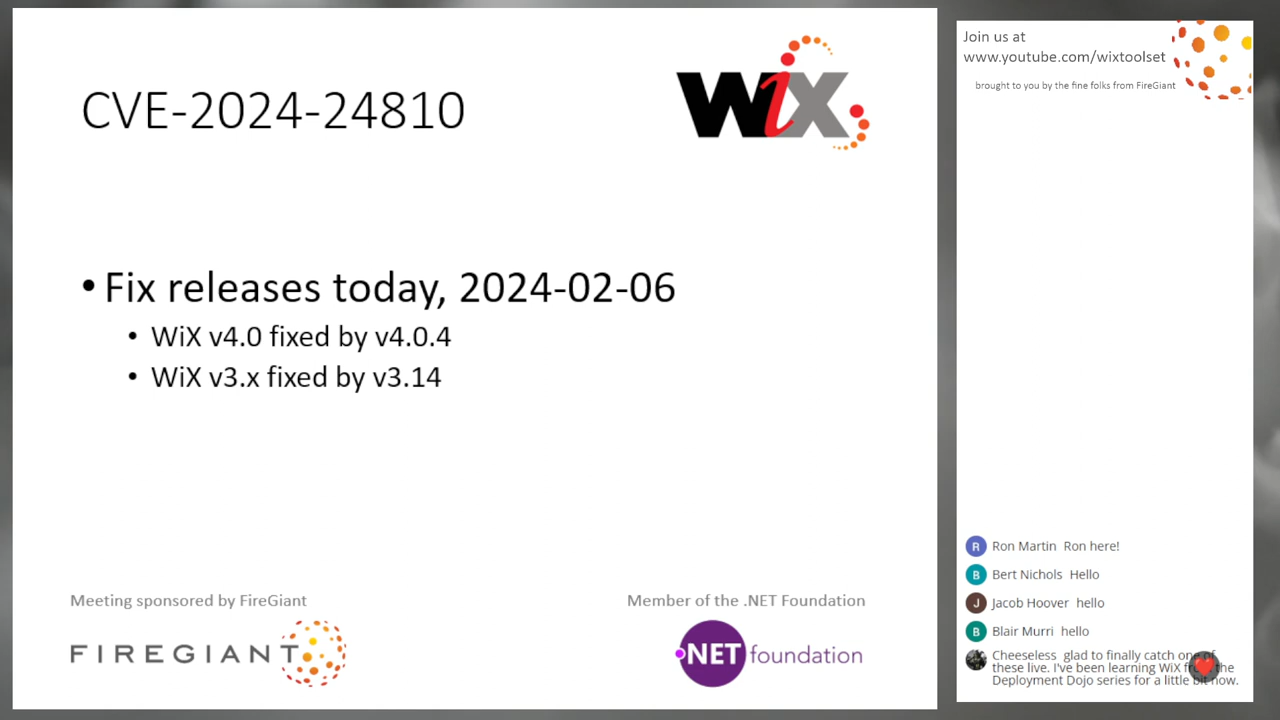 CVE-2024-24810
WiX
• Fix releases today, 2024-02-06
• WiX v4.0 fixed by v4.0.4
• WiX v3.x fixed by v3.14
Meeting sponsored by FireGiant
FIREGIANT
Member of the .NET Foundation
.NET foundation
Join us at
www.youtube.com/wixtoolset
brought to you by the fine folks from FireGiant
R Ron Martin Ron here!
B Bert Nichols Hello
J Jacob Hoover hello
B Blair Murri hello
Cheeseless glad to finally catch one of
these live. I've been learning WiX from the
Deployment Dojo series for a little bit now.